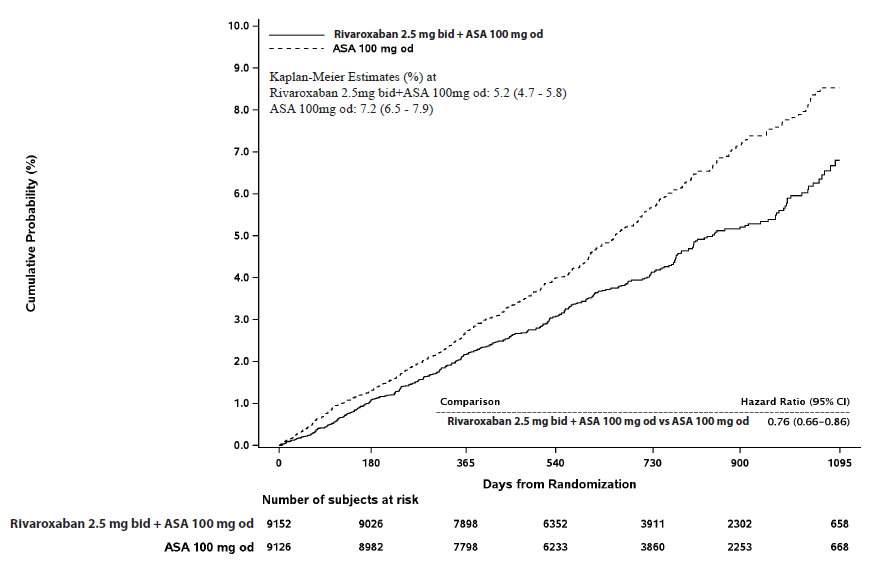 10.0
Rivaroxaban 2.5 mg bid + ASA 100 mg od
ASA 100 mg od
9.0
Kaplan-Meier Estimates (%) at
Rivaroxaban 2.5mg bid+ASA 100mg od: 5.2 (4.7 - 5.8)
ASA 100mg od: 7.2 (6.5 - 7.9)
8.0
7.0
6.0
5.0
4.0
3.0
2.0
1.0
0.0
Cumulative Probability (%)
Comparison Hazard Ratio (95% CI)
Rivaroxaban 2.5 mg bid + ASA 100 mg od vs ASA 100 mg od 0.76 (0.66–0.86)
0 180 365 540 730 900 1095
Days from Randomization
Number of subjects at risk
Rivaroxaban 2.5 mg bid + ASA 100 mg od 9152 9026 7898 6352 3911 2302 658
ASA 100 mg od 9126 8982 7798 6233 3860 2253 668